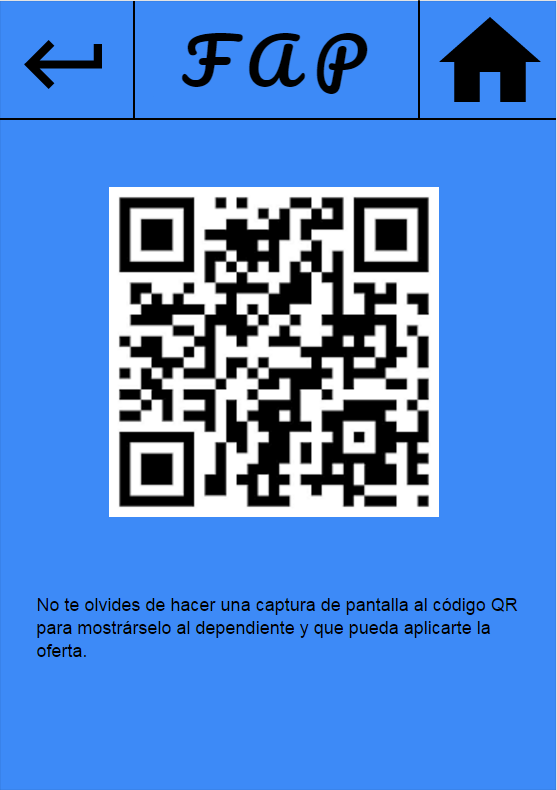 FAP
No te olvides de hacer una captura de pantalla al código QR
para mostrárselo al dependiente y que pueda aplicarte la
oferta.